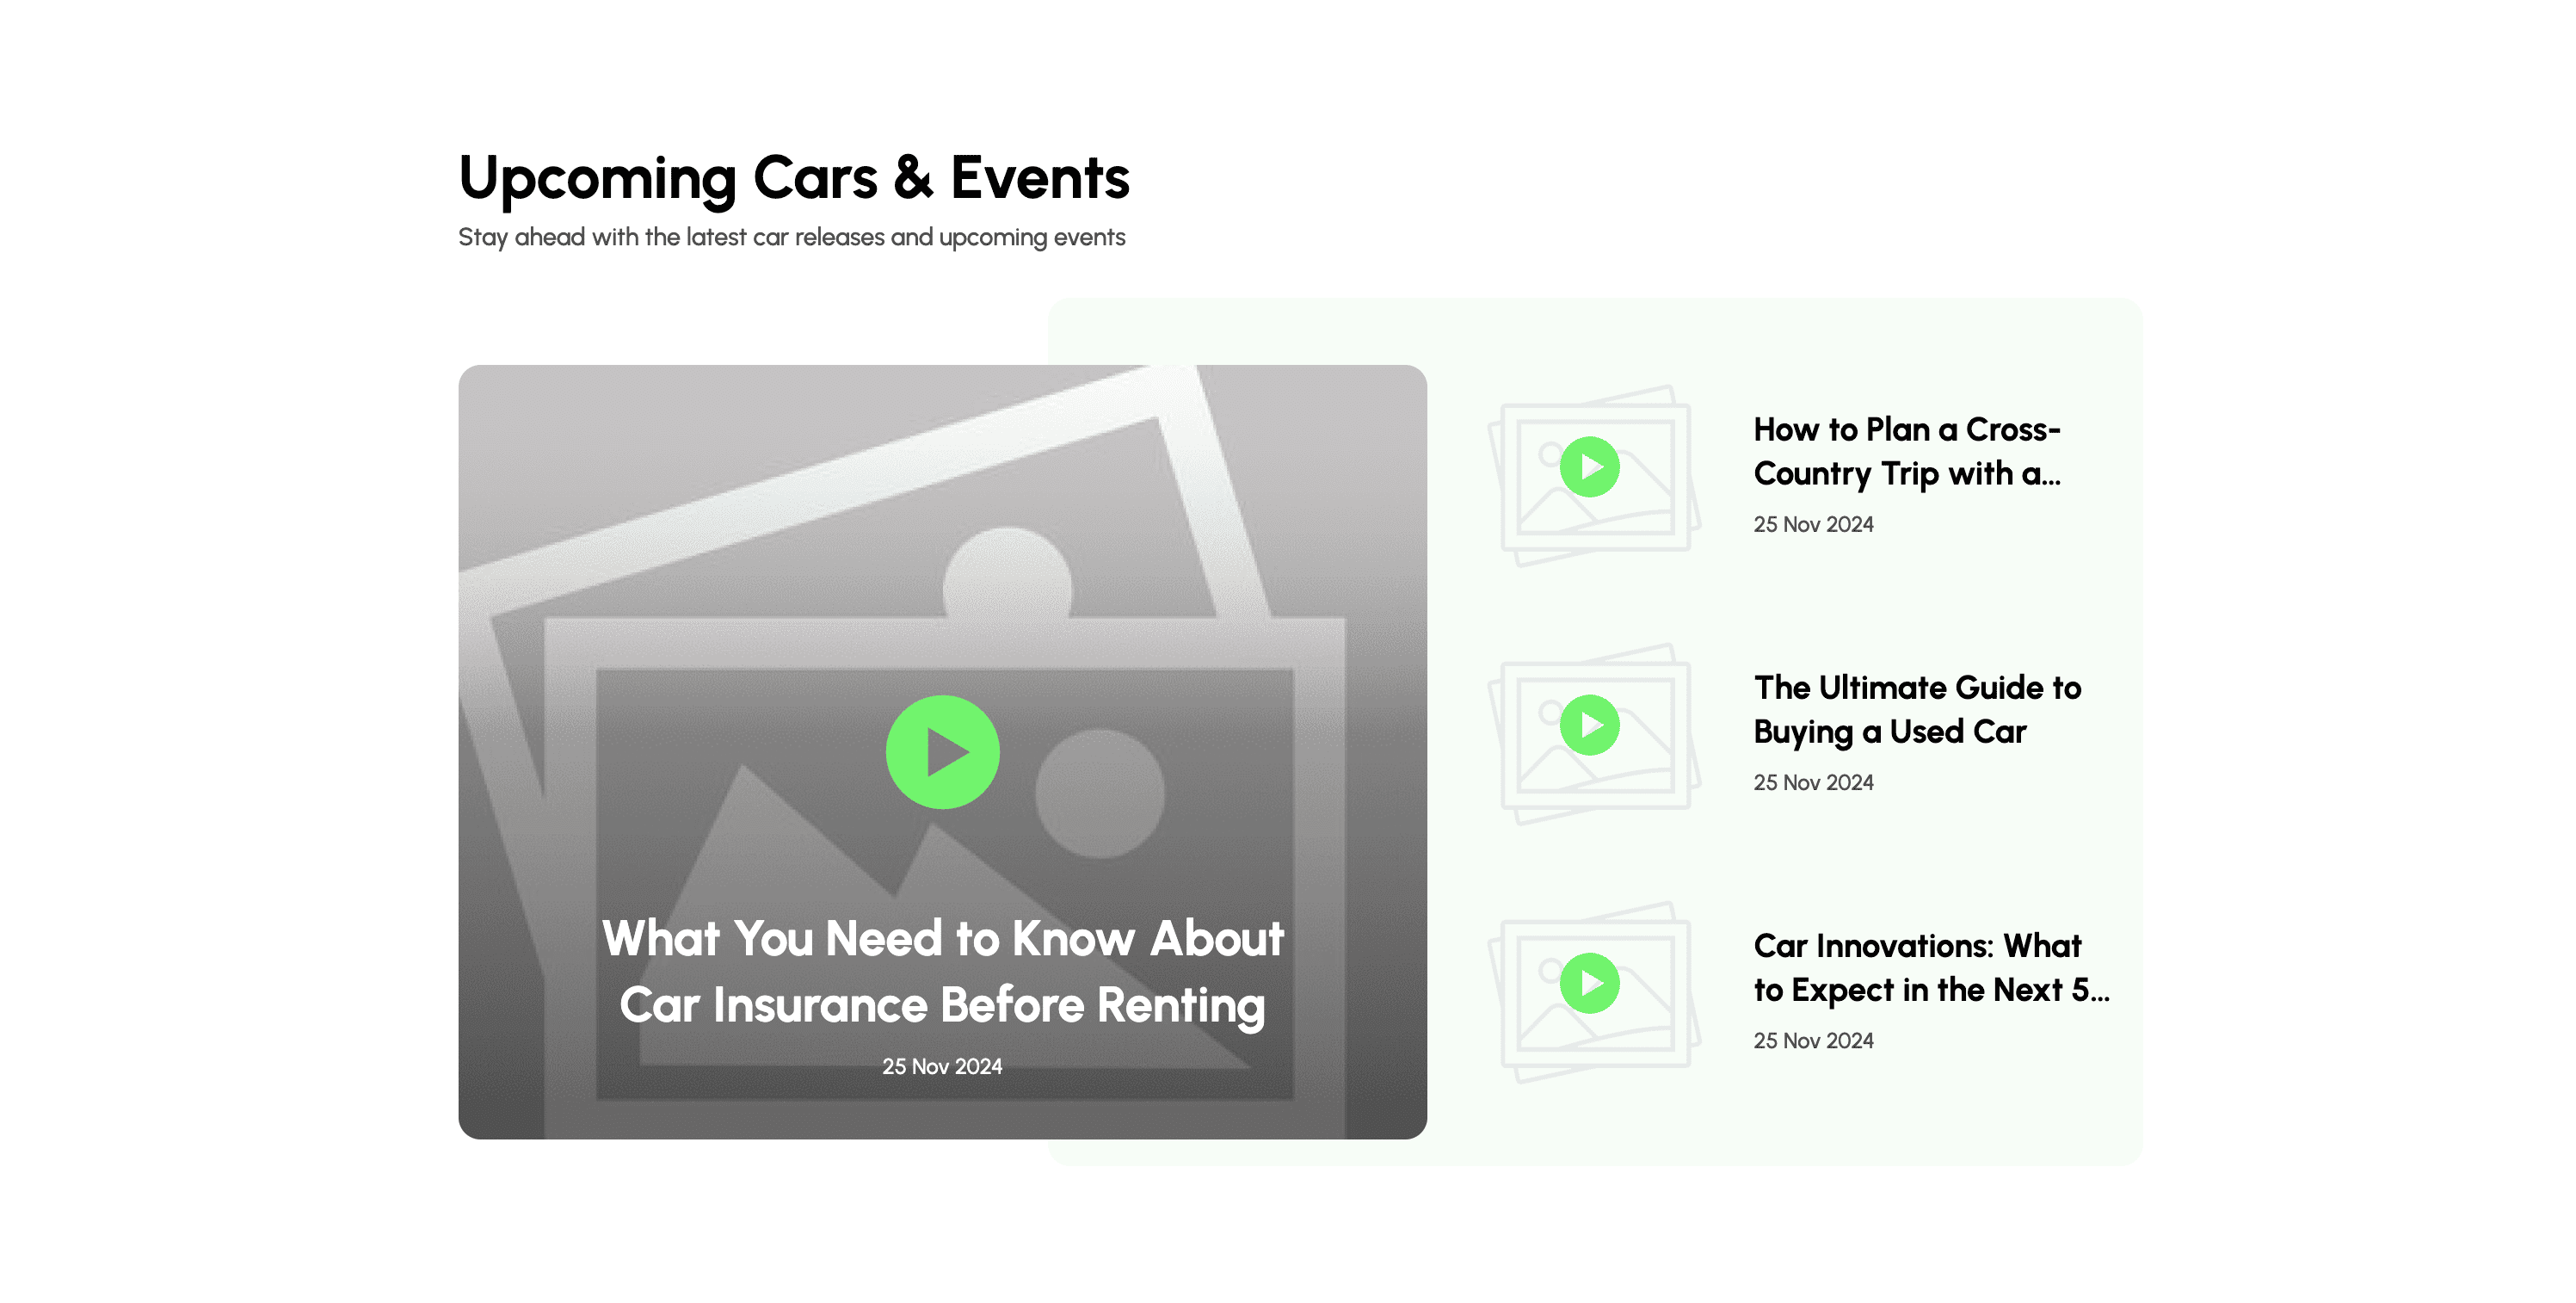 Upcoming Cars & Events
Stay ahead with the latest car releases and upcoming events
What You Need to Know About
Car Insurance Before Renting
25 Nov 2024
How to Plan a Cross-
Country Trip with a...
25 Nov 2024
The Ultimate Guide to
Buying a Used Car
25 Nov 2024
Car Innovations: What
to Expect in the Next 5...
25 Nov 2024